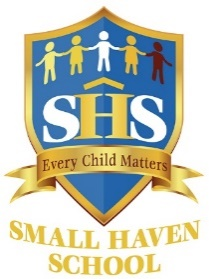 SHS
Every Child Matters
SMALL HAVEN
SCHOOL